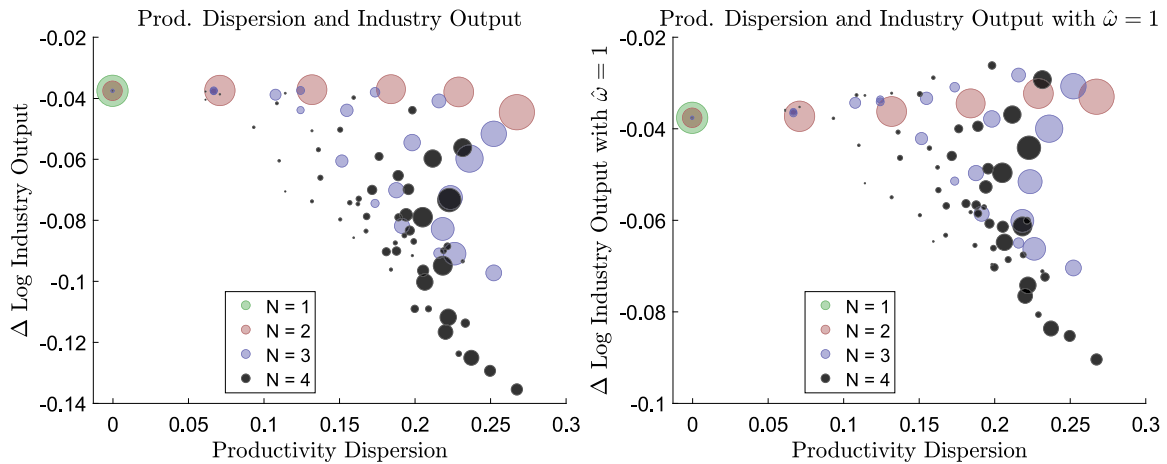 Prod. Dispersion and Industry Output
-0.02
-0.04
-0.06
-0.08
-0.1
-0.12
-0.14
Δ Log Industry Output
N = 1
N = 2
N = 3
N = 4
0
0.05
0.1
0.15
0.2
0.25
0.3
Productivity Dispersion
Prod. Dispersion and Industry Output with ω̂ = 1
-0.02
-0.04
-0.06
-0.08
-0.1
Δ Log Industry Output with ω̂ = 1
N = 1
N = 2
N = 3
N = 4
0
0.05
0.1
0.15
0.2
0.25
0.3
Productivity Dispersion